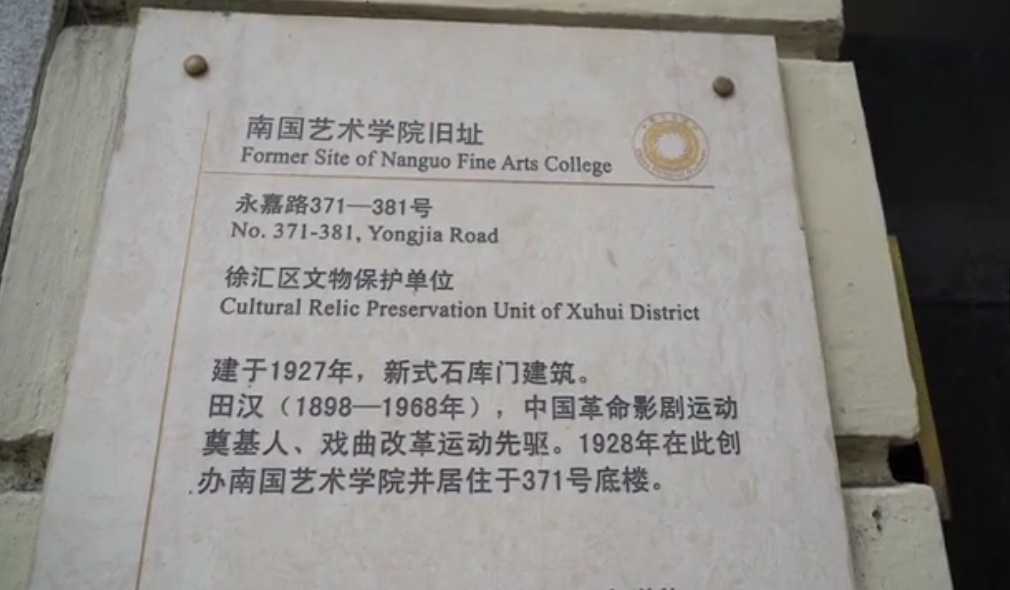 南国艺术学院旧址
Former Site of Nanguo Fine Arts College
永嘉路371—381号
No. 371-381, Yongjia Road
徐汇区文物保护单位
Cultural Relic Preservation Unit of Xuhui District
建于1927年，新式石库门建筑。
田汉（1898—1968年），中国革命影剧运动
奠基人、戏曲改革运动先驱。1928年在此创
办南国艺术学院并居住于371号底楼。